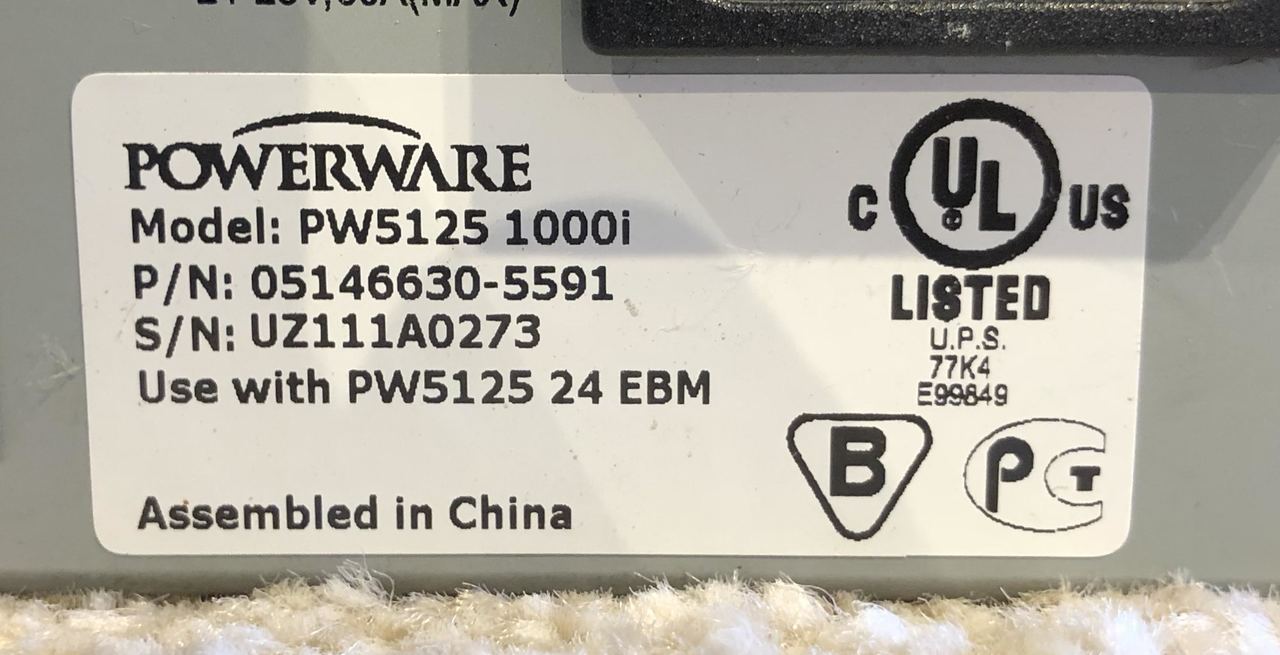 POWERWARE
Model: PW5125 1000i
P/N: 05146630-5591
S/N: UZ111A0273
Use with PW5125 24 EBM
Assembled in China
C UL US
LISTED
U.P.S.
77K4
E99849
B
P C T